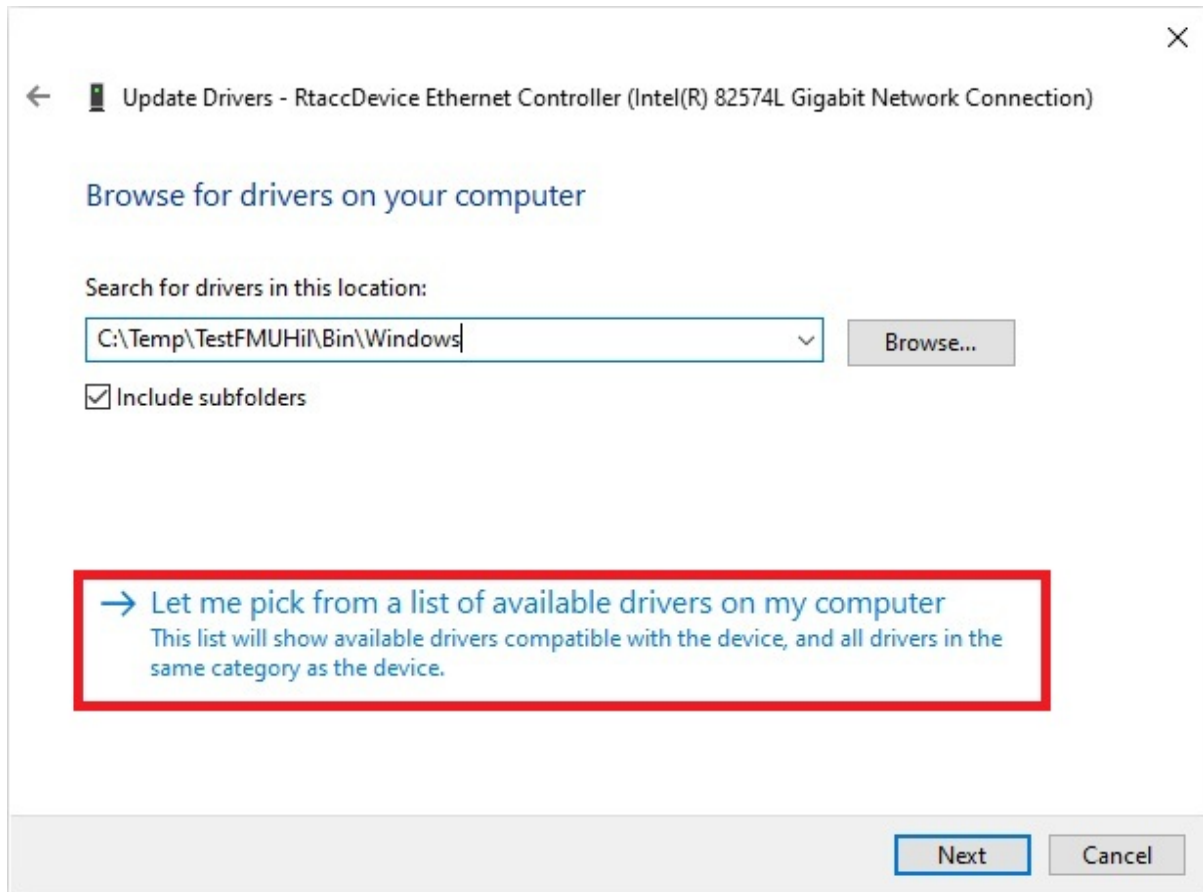 Update Drivers - RtaccDevice Ethernet Controller (Intel(R) 82574L Gigabit Network Connection)
Browse for drivers on your computer
Search for drivers in this location:
C:\Temp\TestFMUHil\Bin\Windows
Browse...
Include subfolders
Let me pick from a list of available drivers on my computer
This list will show available drivers compatible with the device, and all drivers in the
same category as the device.
Next
Cancel